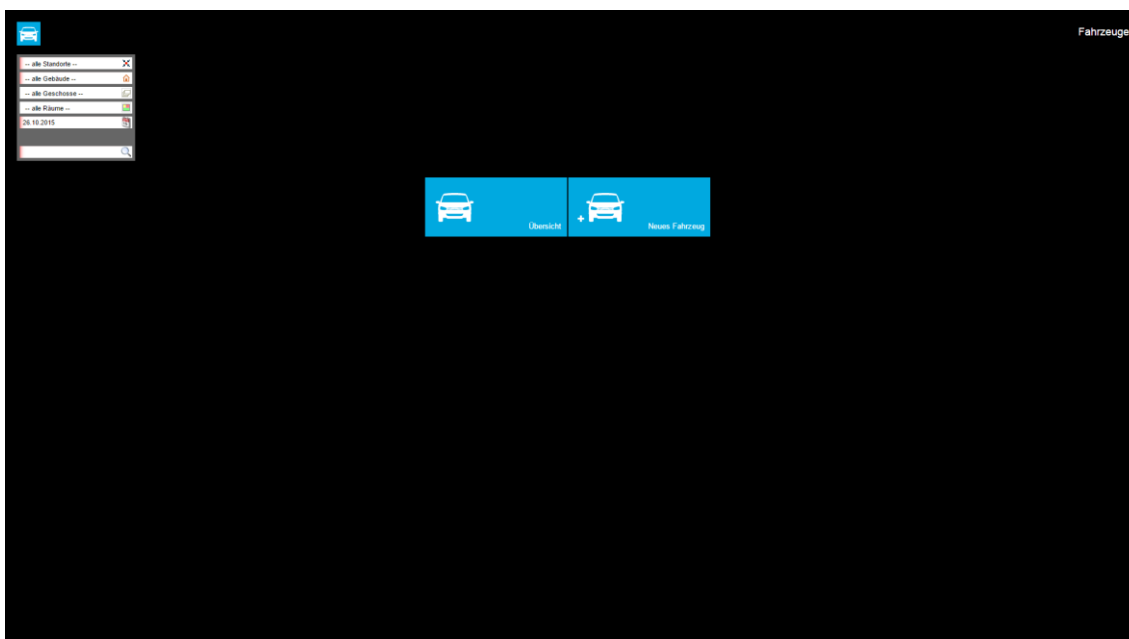 Fahrzeuge
-- alle Standorte --
-- alle Gebäude --
-- alle Geschosse --
-- alle Räume --
26.10.2015
Übersicht
Neues Fahrzeug